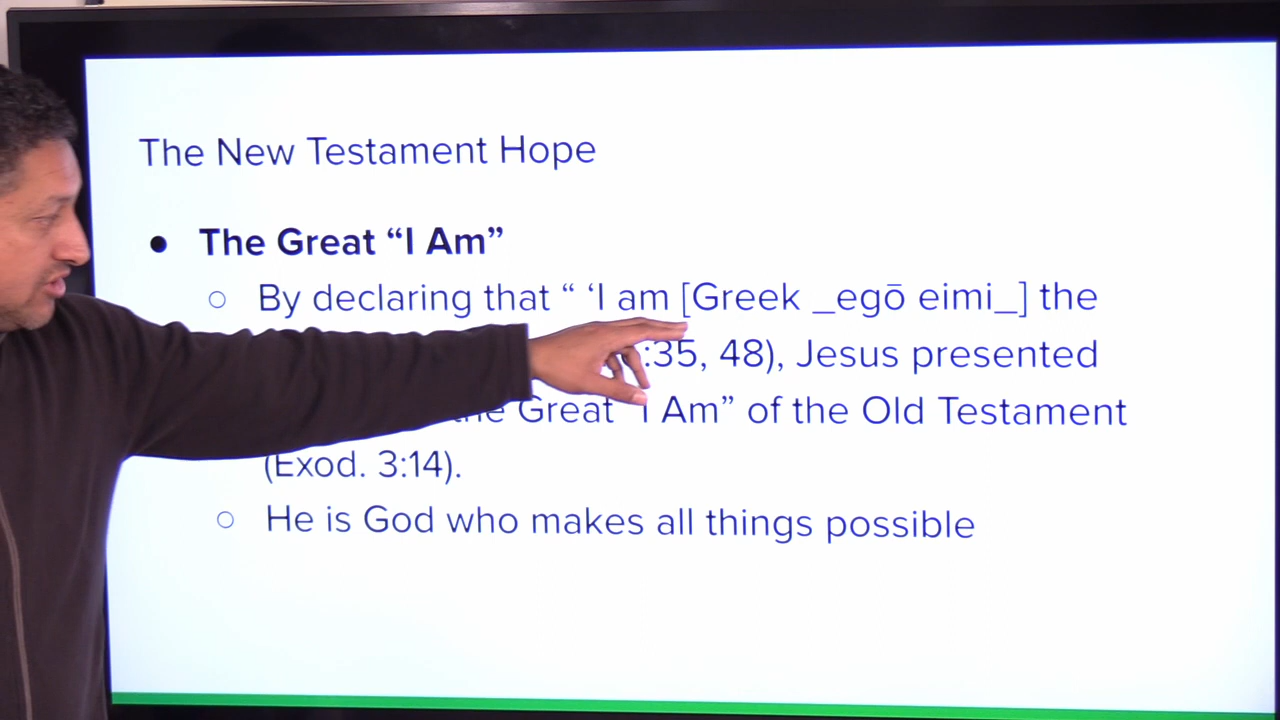 The New Testament Hope
● The Great “I Am”
○ By declaring that “ ‘I am [Greek _egō eimi_] the
:35, 48), Jesus presented
the Great “I Am” of the Old Testament
(Exod. 3:14).
○ He is God who makes all things possible